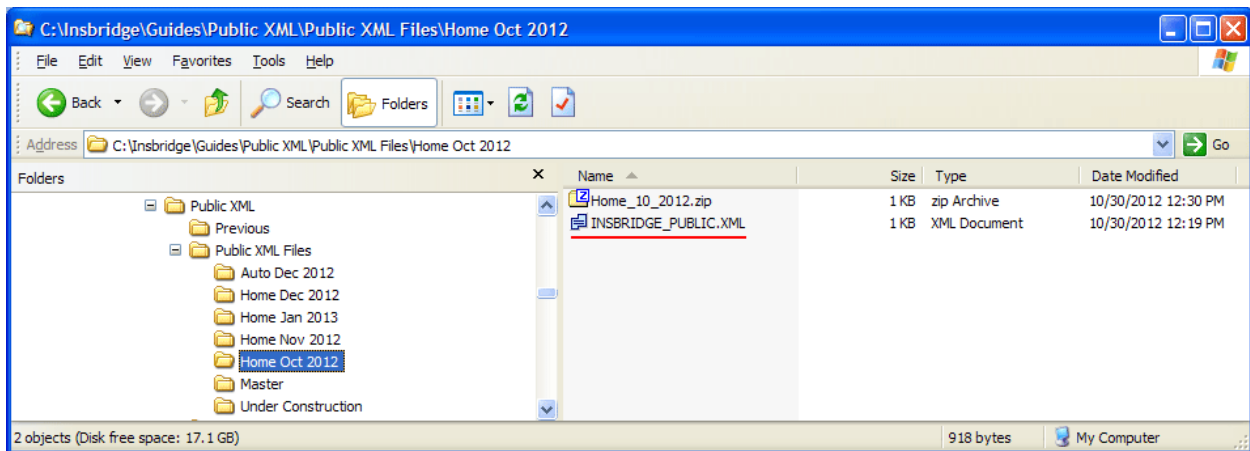 C:\Insbridge\Guides\Public XML\Public XML Files\Home Oct 2012
File Edit View Favorites Tools Help
Back Search Folders
Address C:\Insbridge\Guides\Public XML\Public XML Files\Home Oct 2012 Go
Folders Name Size Type Date Modified
Public XML Home_10_2012.zip 1 KB zip Archive 10/30/2012 12:30 PM
Previous INSBRIDGE_PUBLIC.XML 1 KB XML Document 10/30/2012 12:19 PM
Public XML Files
Auto Dec 2012
Home Dec 2012
Home Jan 2013
Home Nov 2012
Home Oct 2012
Master
Under Construction
2 objects (Disk free space: 17.1 GB) 918 bytes My Computer